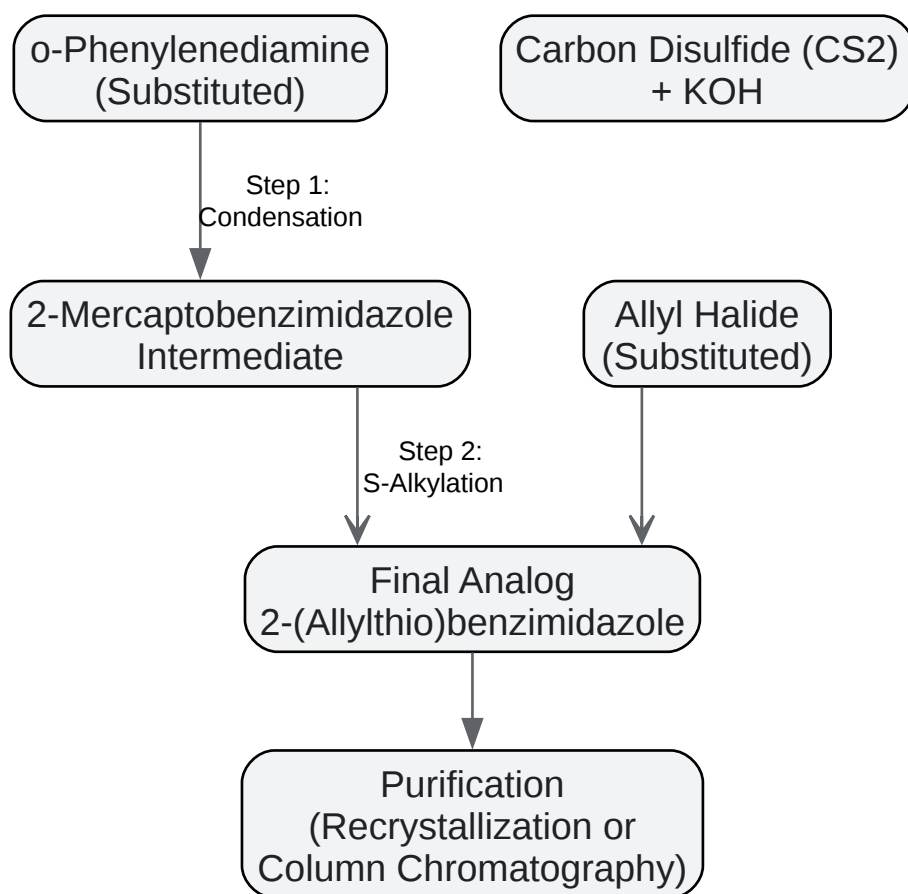 o-Phenylenediamine
(Substituted)
Carbon Disulfide (CS2)
+ KOH
Step 1:
Condensation
2-Mercaptobenzimidazole
Intermediate
Allyl Halide
(Substituted)
Step 2:
S-Alkylation
Final Analog
2-(Allylthio)benzimidazole
Purification
(Recrystallization or
Column Chromatography)